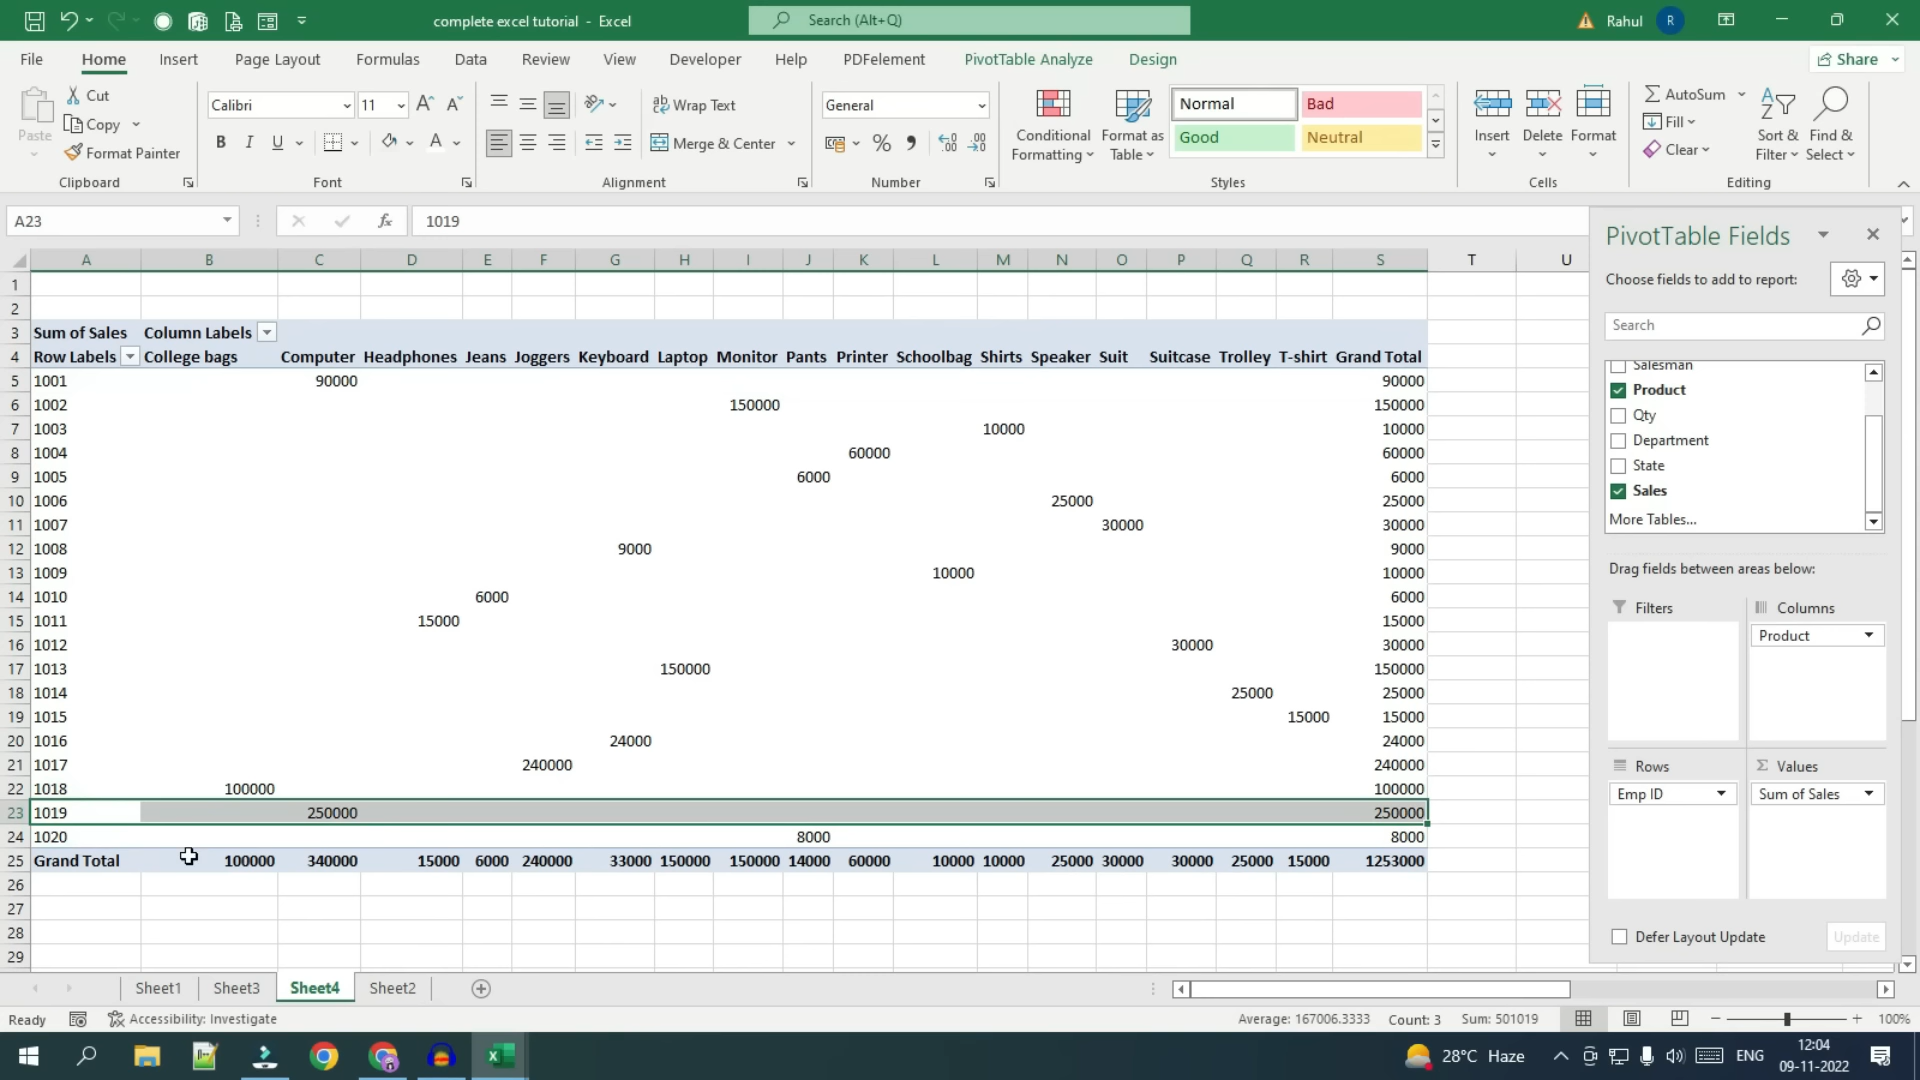 complete excel tutorial - Excel
Search (Alt+Q)
Rahul
R
File Home Insert Page Layout Formulas Data Review View Developer Help PDFelement PivotTable Analyze Design Share
Paste
Cut
Copy
Format Painter
Clipboard
Calibri 11
B I U
Font
Wrap Text
Merge & Center
Alignment
General
Number
Conditional Formatting
Format as Table
Normal Bad
Good Neutral
Styles
Insert Delete Format
Cells
AutoSum
Fill
Clear
Sort & Filter
Find & Select
Editing
A23 fx 1019
A B C D E F G H I J K L M N O P Q R S T U
1
2
3 Sum of Sales Column Labels
4 Row Labels College bags Computer Headphones Jeans Joggers Keyboard Laptop Monitor Pants Printer Schoolbag Shirts Speaker Suit Suitcase Trolley T-shirt Grand Total
5 1001 90000 90000
6 1002 150000 150000
7 1003 10000 10000
8 1004 60000 60000
9 1005 6000 6000
10 1006 25000 25000
11 1007 30000 30000
12 1008 9000 9000
13 1009 10000 10000
14 1010 6000 6000
15 1011 15000 15000
16 1012 30000 30000
17 1013 150000 150000
18 1014 25000 25000
19 1015 15000 15000
20 1016 24000 24000
21 1017 240000 240000
22 1018 100000 100000
23 1019 250000 250000
24 1020 8000 8000
25 Grand Total 100000 340000 15000 6000 240000 33000 150000 150000 14000 60000 10000 10000 25000 30000 30000 25000 15000 1253000
26
27
28
29
PivotTable Fields
Choose fields to add to report:
Search
Salesman
Product
Qty
Department
State
Sales
More Tables...
Drag fields between areas below:
Filters
Columns
Product
Rows
Emp ID
Values
Sum of Sales
Defer Layout Update
Update
Sheet1 Sheet3 Sheet4 Sheet2
Ready Accessibility: Investigate Average: 167006.3333 Count: 3 Sum: 501019 100%
28°C Haze ENG
12:04
09-11-2022